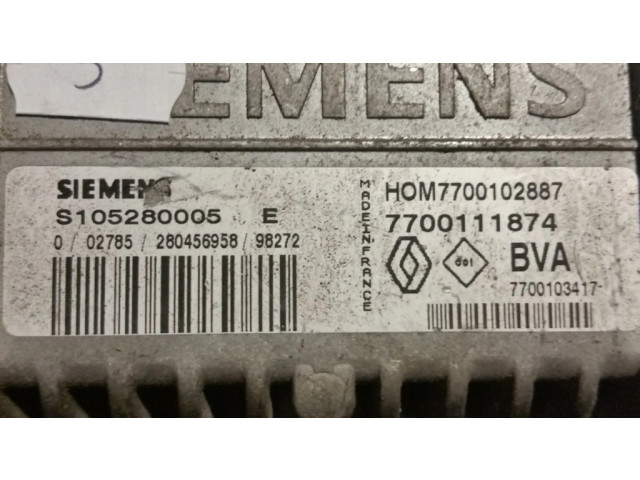 SIEMENS
SIEMENS
S105280005 E
0 / 02785 / 280456958 / 98272
MADE IN FRANCE
HOM7700102887
7700111874
BVA
7700103417-